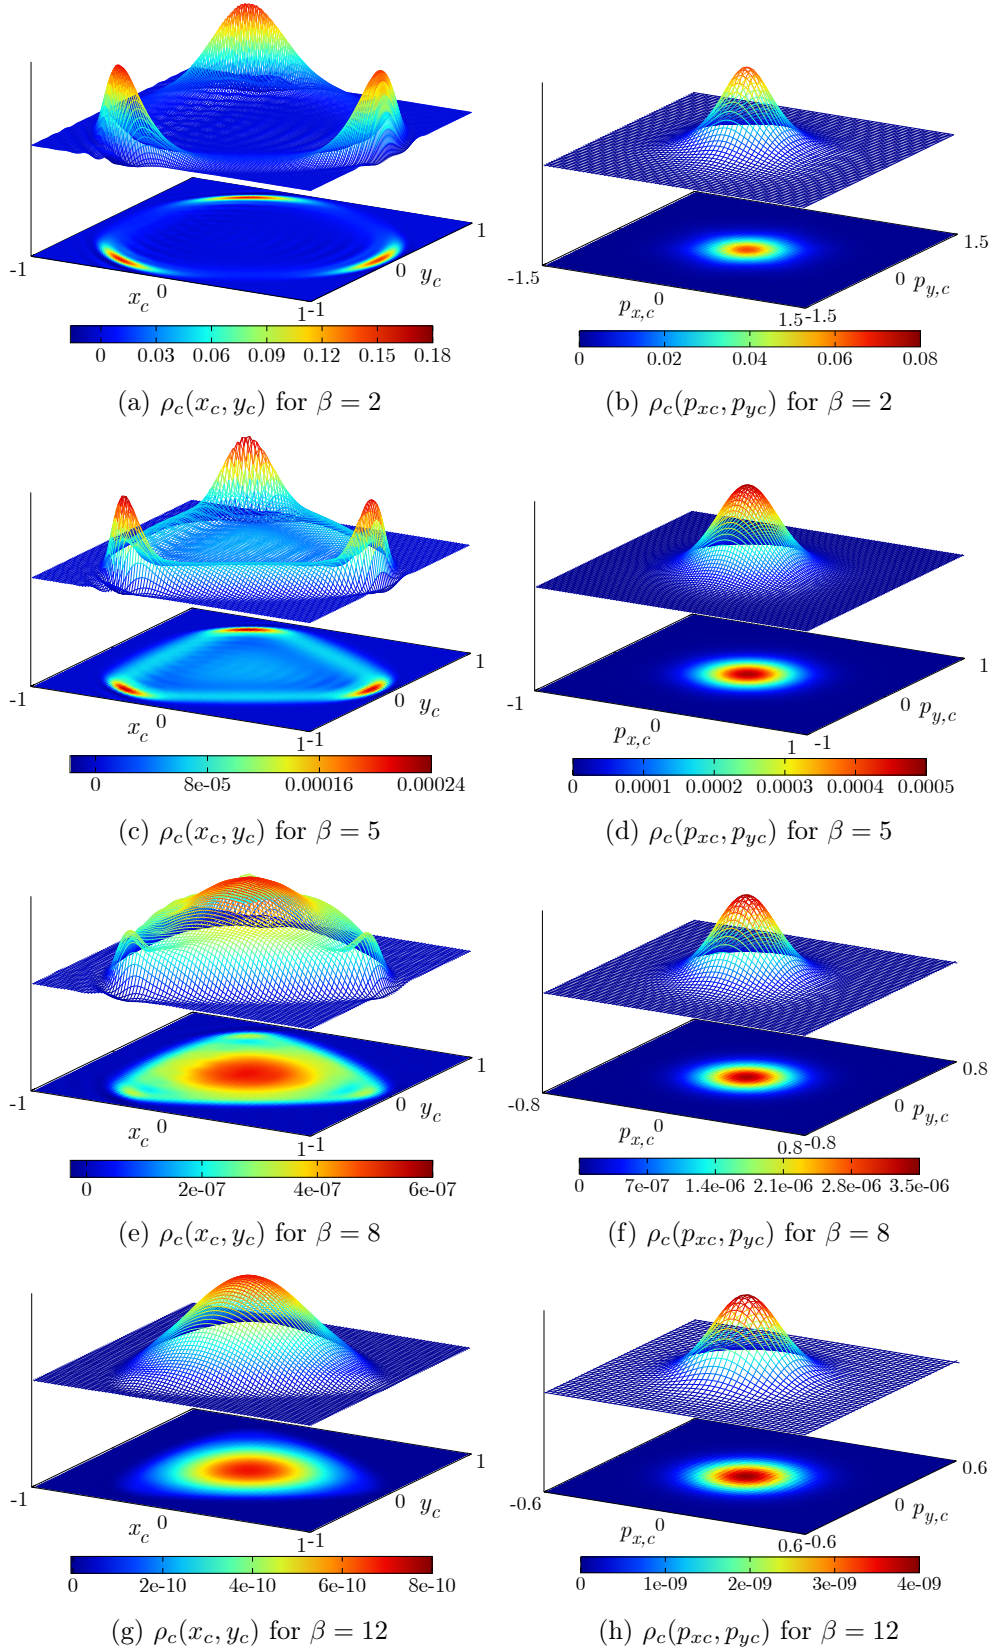 -1
x_c 0
1 -1
0 y_c
1
0 0.03 0.06 0.09 0.12 0.15 0.18
(a) ρ_c(x_c, y_c) for β = 2
-1.5
p_{x,c} 0
1.5 -1.5
0 p_{y,c}
1.5
0 0.02 0.04 0.06 0.08
(b) ρ_c(p_{xc}, p_{yc}) for β = 2
-1
x_c 0
1 -1
0 y_c
1
0 8e-05 0.00016 0.00024
(c) ρ_c(x_c, y_c) for β = 5
-1
p_{x,c} 0
1 -1
0 p_{y,c}
1
0 0.0001 0.0002 0.0003 0.0004 0.0005
(d) ρ_c(p_{xc}, p_{yc}) for β = 5
-1
x_c 0
1 -1
0 y_c
1
0 2e-07 4e-07 6e-07
(e) ρ_c(x_c, y_c) for β = 8
-0.8
p_{x,c} 0
0.8 -0.8
0 p_{y,c}
0.8
0 7e-07 1.4e-06 2.1e-06 2.8e-06 3.5e-06
(f) ρ_c(p_{xc}, p_{yc}) for β = 8
-1
x_c 0
1 -1
0 y_c
1
0 2e-10 4e-10 6e-10 8e-10
(g) ρ_c(x_c, y_c) for β = 12
-0.6
p_{x,c} 0
0.6 -0.6
0 p_{y,c}
0.6
0 1e-09 2e-09 3e-09 4e-09
(h) ρ_c(p_{xc}, p_{yc}) for β = 12